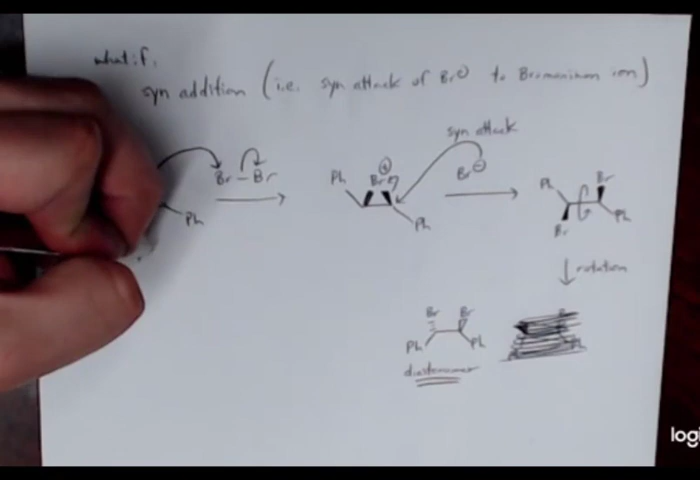 what if,
syn addition (i.e. syn attack of Br⊖ to Bromonium ion)
syn attack
Br – Br
Ph
Ph
Br ⊕
Ph
Br ⊖
Ph
Br
Ph
Br
rotation
Br Br
Ph Ph
diastereomer
logi